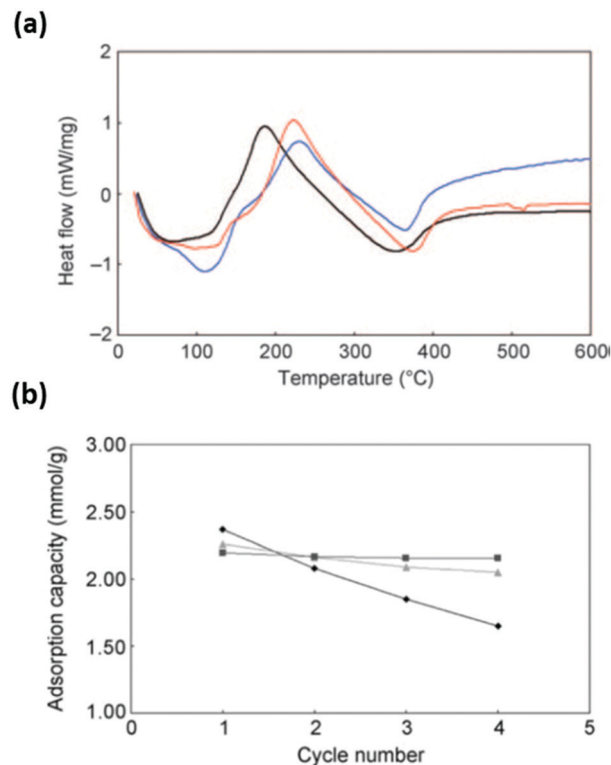 (a)
2
1
0
−1
−2
Heat flow (mW/mg)
0 100 200 300 400 500 6000
Temperature (°C)
(b)
3.00
2.50
2.00
1.50
1.00
Adsorption capacity (mmol/g)
0 1 2 3 4 5
Cycle number